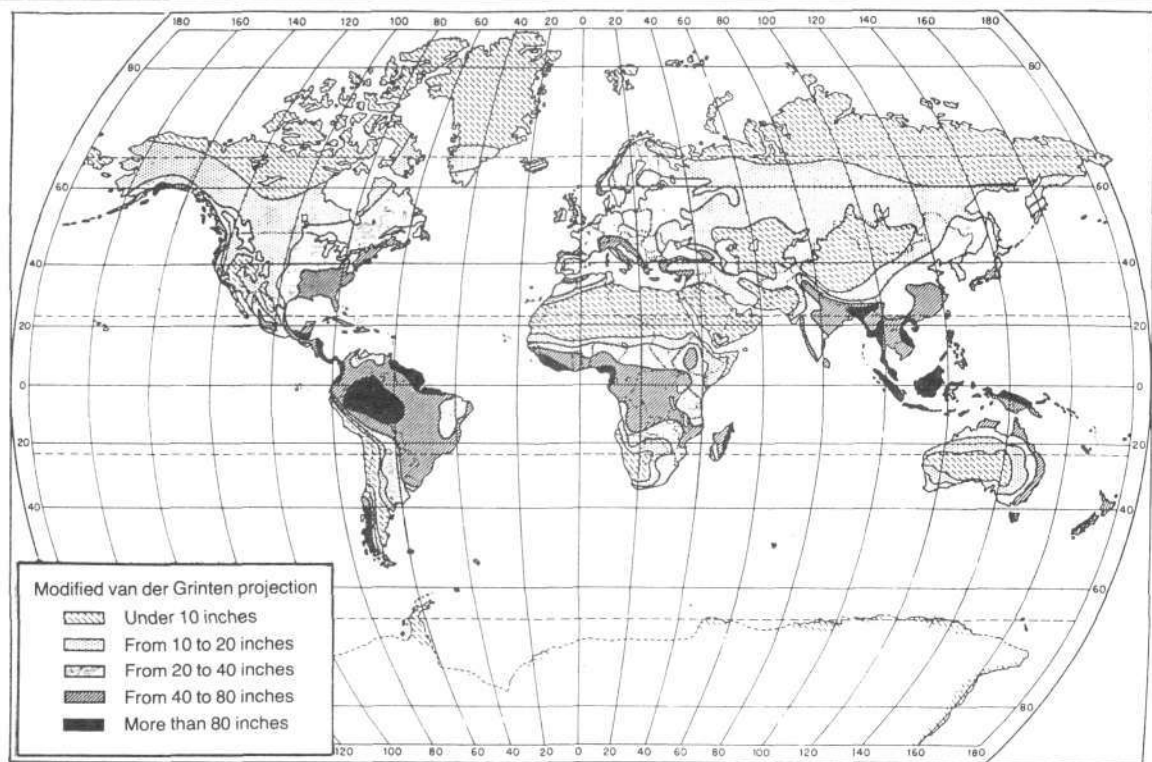 180 160 140 120 100 80 60 40 20 0 20 40 60 80 100 120 140 160 180
80 80
60 60
40 40
20 20
0 0
20 20
40 40
60
80
Modified van der Grinten projection
Under 10 inches
From 10 to 20 inches
From 20 to 40 inches
From 40 to 80 inches
More than 80 inches
120 100 80 60 40 20 0 20 40 60 80 100 120 140 160 180